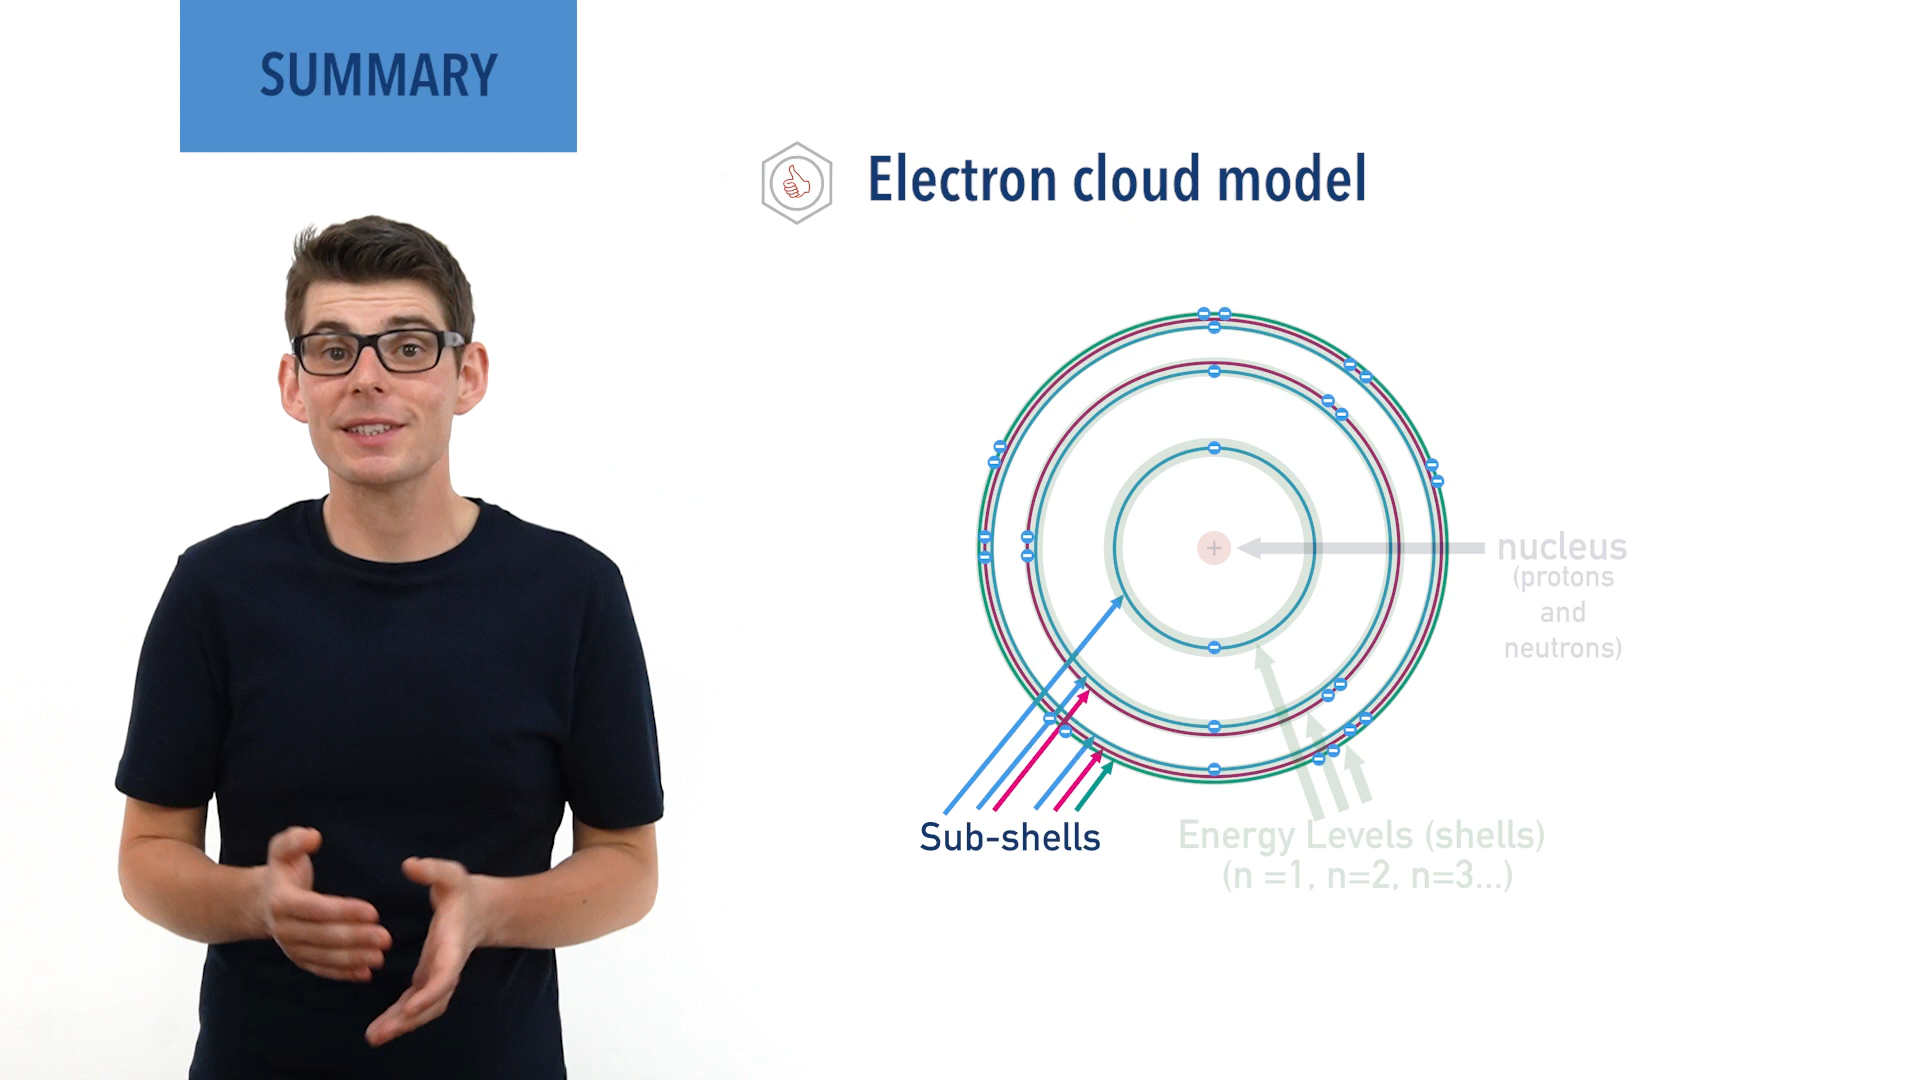 SUMMARY
Electron cloud model
+
nucleus
(protons
and
neutrons)
Sub-shells
Energy Levels (shells)
(n =1, n=2, n=3...)